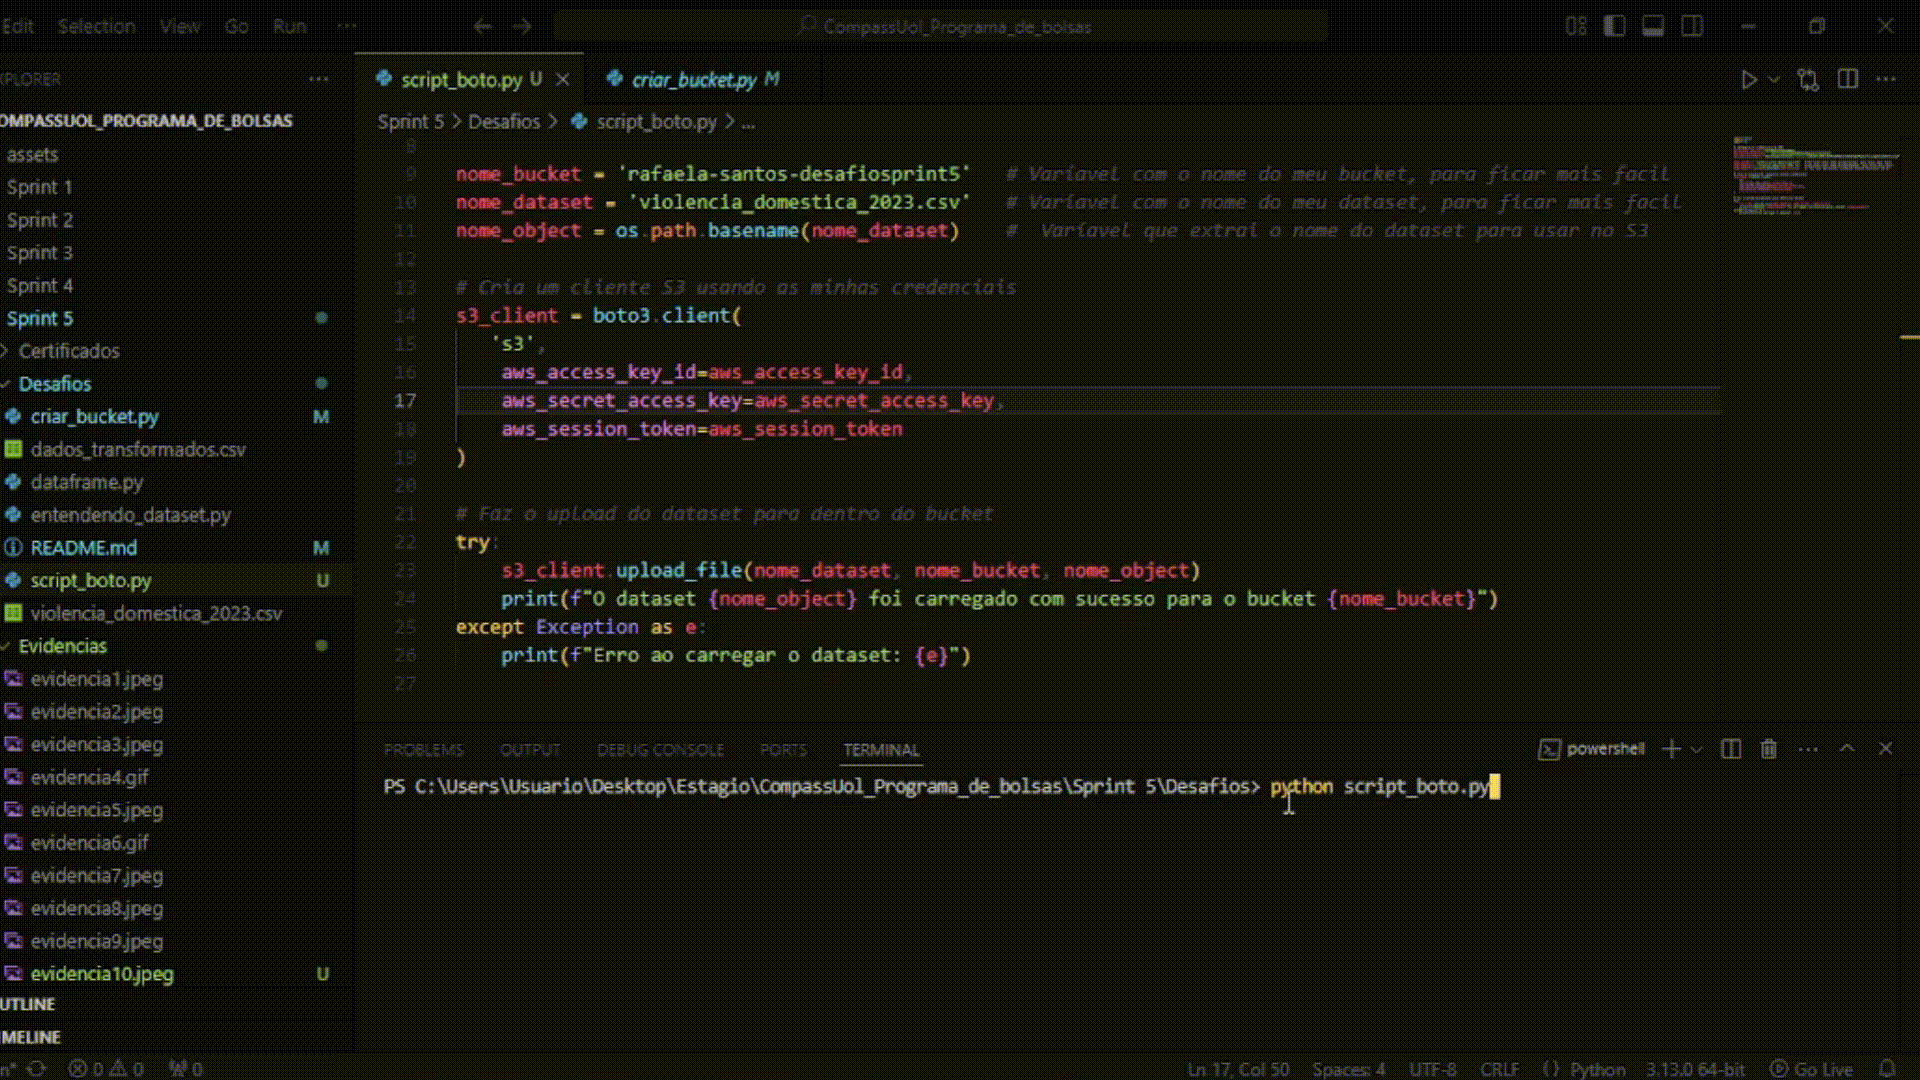 Edit Selection View Go Run ··· CompassUol_Programa_de_bolsas
XPLORER ···
script_boto.py U criar_bucket.py M
OMPASSUOL_PROGRAMA_DE_BOLSAS
Sprint 5 > Desafios > script_boto.py > ...
assets
Sprint 1
Sprint 2
Sprint 3
Sprint 4
Sprint 5
Certificados
Desafios
criar_bucket.py M
dados_transformados.csv
dataframe.py
entendendo_dataset.py
README.md M
script_boto.py U
violencia_domestica_2023.csv
Evidencias
evidencia1.jpeg
evidencia2.jpeg
evidencia3.jpeg
evidencia4.gif
evidencia5.jpeg
evidencia6.gif
evidencia7.jpeg
evidencia8.jpeg
evidencia9.jpeg
evidencia10.jpeg U
UTLINE
IMELINE
8
9 nome_bucket = 'rafaela-santos-desafiosprint5' # Varíavel com o nome do meu bucket, para ficar mais facil
10 nome_dataset = 'violencia_domestica_2023.csv' # Varíavel com o nome do meu dataset, para ficar mais facil
11 nome_object = os.path.basename(nome_dataset) # Varíavel que extrai o nome do dataset para usar no S3
12
13 # Cria um cliente S3 usando as minhas credenciais
14 s3_client = boto3.client(
15 's3',
16 aws_access_key_id=aws_access_key_id,
17 aws_secret_access_key=aws_secret_access_key,
18 aws_session_token=aws_session_token
19 )
20
21 # Faz o upload do dataset para dentro do bucket
22 try:
23 s3_client.upload_file(nome_dataset, nome_bucket, nome_object)
24 print(f"O dataset {nome_object} foi carregado com sucesso para o bucket {nome_bucket}")
25 except Exception as e:
26 print(f"Erro ao carregar o dataset: {e}")
27
PROBLEMS OUTPUT DEBUG CONSOLE PORTS TERMINAL powershell
PS C:\Users\Usuario\Desktop\Estagio\CompassUol_Programa_de_bolsas\Sprint 5\Desafios> python script_boto.py
n* 0 0 0 Ln 17, Col 50 Spaces: 4 UTF-8 CRLF {} Python 3.13.0 64-bit Go Live